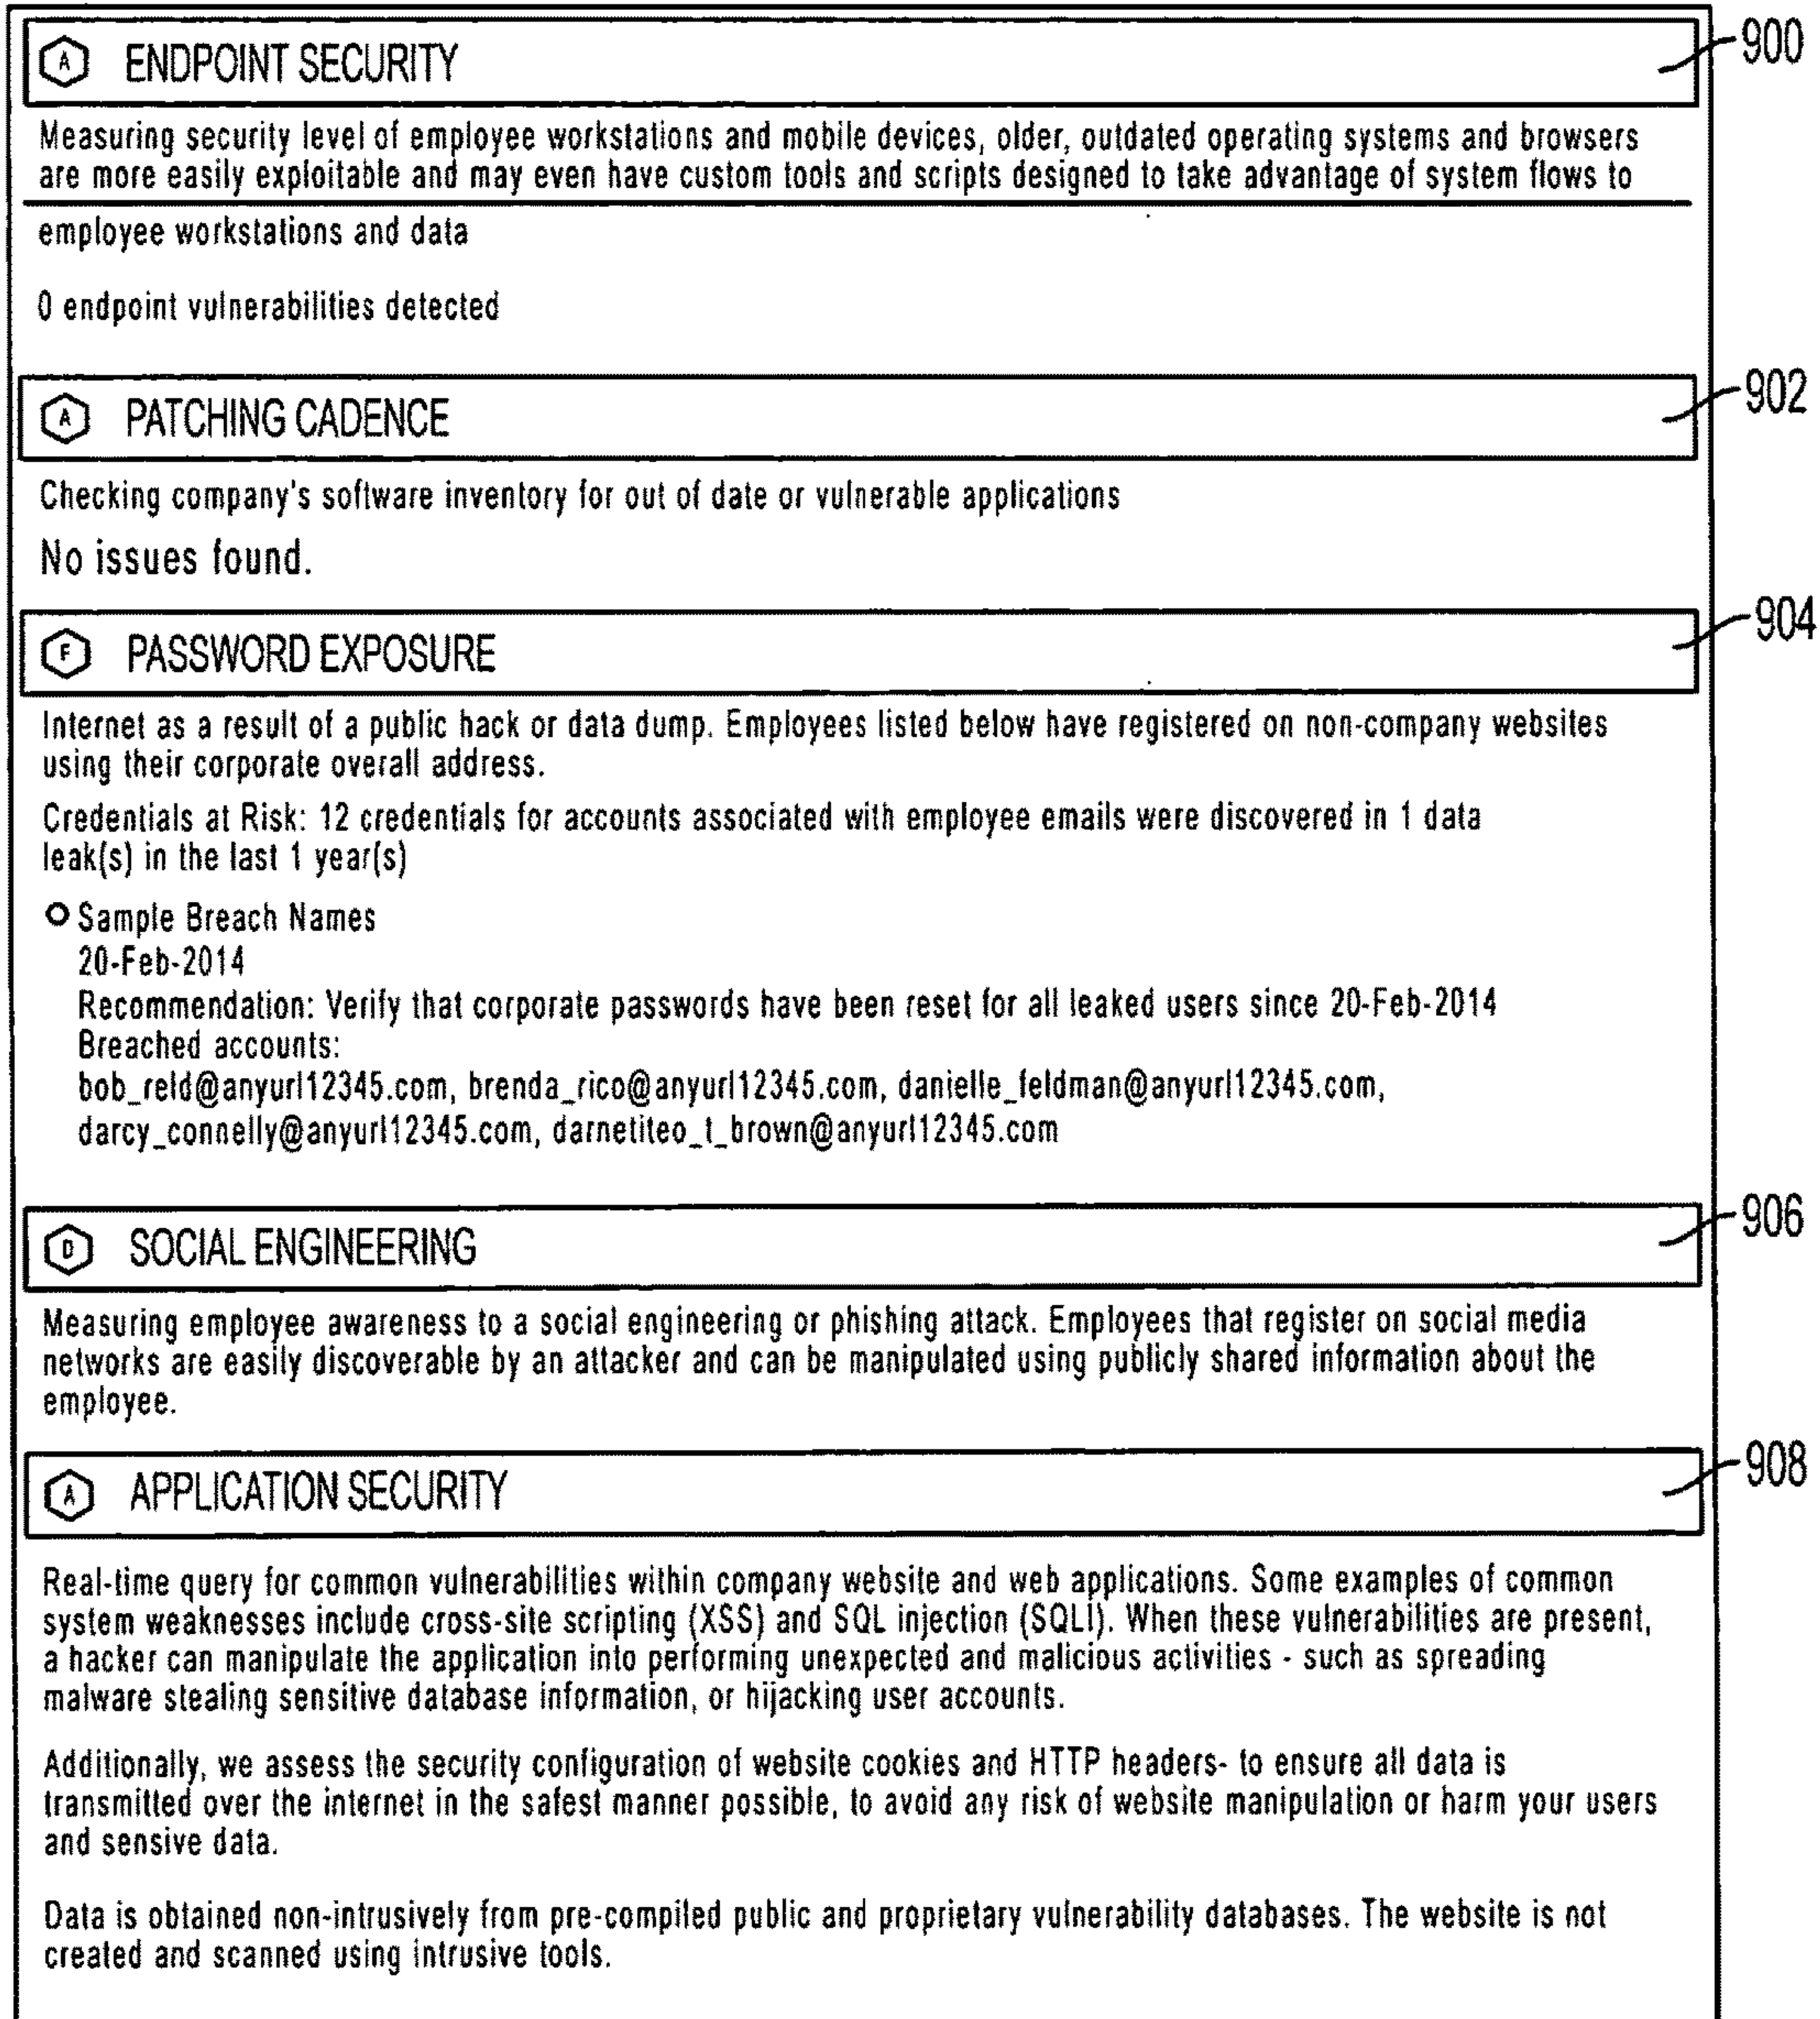 A ENDPOINT SECURITY 900
Measuring security level of employee workstations and mobile devices, older, outdated operating systems and browsers
are more easily exploitable and may even have custom tools and scripts designed to take advantage of system flows to
employee workstations and data
0 endpoint vulnerabilities detected
A PATCHING CADENCE 902
Checking company's software inventory for out of date or vulnerable applications
No issues found.
F PASSWORD EXPOSURE 904
Internet as a result of a public hack or data dump. Employees listed below have registered on non-company websites
using their corporate overall address.
Credentials at Risk: 12 credentials for accounts associated with employee emails were discovered in 1 data
leak(s) in the last 1 year(s)
Sample Breach Names
20-Feb-2014
Recommendation: Verify that corporate passwords have been reset for all leaked users since 20-Feb-2014
Breached accounts:
bob_reld@anyurl12345.com, brenda_rico@anyurl12345.com, danielle_feldman@anyurl12345.com,
darcy_connelly@anyurl12345.com, darnetiteo_t_brown@anyurl12345.com
D SOCIAL ENGINEERING 906
Measuring employee awareness to a social engineering or phishing attack. Employees that register on social media
networks are easily discoverable by an attacker and can be manipulated using publicly shared information about the
employee.
A APPLICATION SECURITY 908
Real-time query for common vulnerabilities within company website and web applications. Some examples of common
system weaknesses include cross-site scripting (XSS) and SQL injection (SQLI). When these vulnerabilities are present,
a hacker can manipulate the application into performing unexpected and malicious activities - such as spreading
malware stealing sensitive database information, or hijacking user accounts.
Additionally, we assess the security configuration of website cookies and HTTP headers- to ensure all data is
transmitted over the internet in the safest manner possible, to avoid any risk of website manipulation or harm your users
and sensive data.
Data is obtained non-intrusively from pre-compiled public and proprietary vulnerability databases. The website is not
created and scanned using intrusive tools.